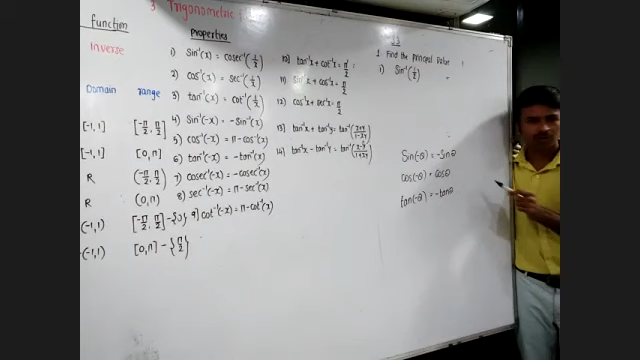 3 Trigonometric i
function
Inverse
Domain range
[-1,1] [-π/2, π/2]
[-1,1] [0,π]
R (-π/2, π/2)
R (0,π)
(-1,1) [-π/2, π/2] - {0}
(-1,1) [0,π] - {π/2}
Properties
1) Sin⁻¹(x) = cosec⁻¹(1/x)
2) cos⁻¹(x) = sec⁻¹(1/x)
3) tan⁻¹(x) = cot⁻¹(1/x)
4) Sin⁻¹(-x) = -Sin⁻¹(x)
5) cos⁻¹(-x) = π-cos⁻¹(x)
6) tan⁻¹(-x) = -tan⁻¹(x)
7) cosec⁻¹(-x) = -cosec⁻¹(x)
8) sec⁻¹(-x) = π-sec⁻¹(x)
9) cot⁻¹(-x) = π-cot⁻¹(x)
10) tan⁻¹x + cot⁻¹x = π/2
11) Sin⁻¹x + cos⁻¹x = π/2
12) cos⁻¹x + sec⁻¹x = π/2
13) tan⁻¹x + tan⁻¹y = tan⁻¹(x+y/1-xy)
14) tan⁻¹x - tan⁻¹y = tan⁻¹(x-y/1+xy)
1 Find the principal value
1) Sin⁻¹(1/2)
Sin(-θ) = -Sinθ
cos(-θ) = cosθ
tan(-θ) = -tanθ